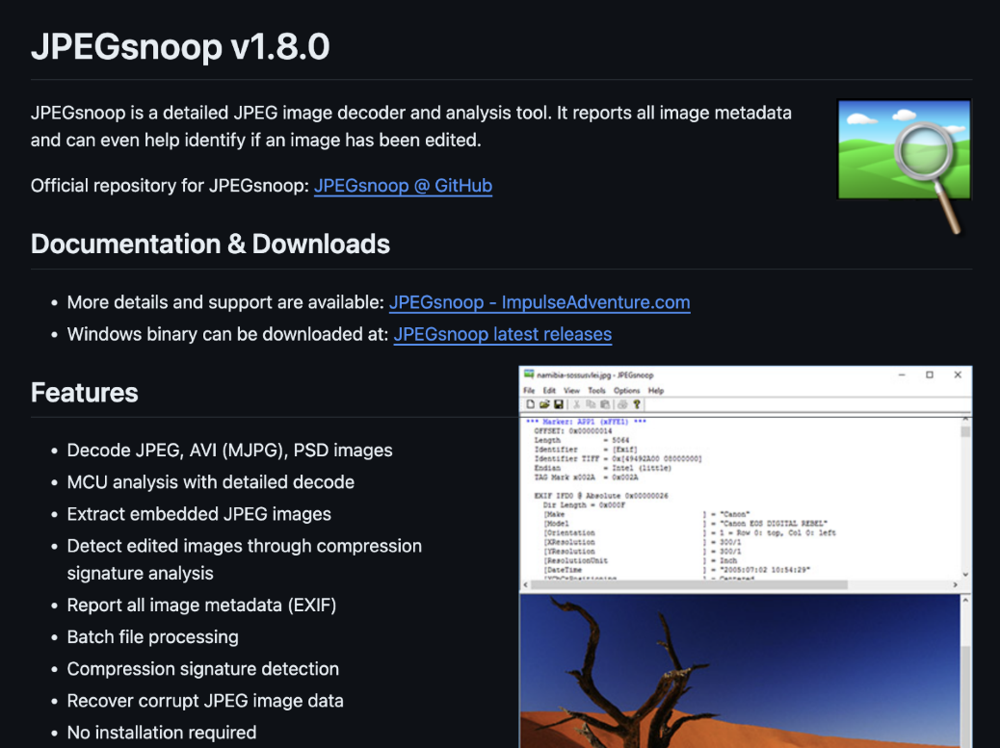 JPEGsnoop v1.8.0
JPEGsnoop is a detailed JPEG image decoder and analysis tool. It reports all image metadata
and can even help identify if an image has been edited.
Official repository for JPEGsnoop: JPEGsnoop @ GitHub
Documentation & Downloads
• More details and support are available: JPEGsnoop - ImpulseAdventure.com
• Windows binary can be downloaded at: JPEGsnoop latest releases
Features
• Decode JPEG, AVI (MJPG), PSD images
• MCU analysis with detailed decode
• Extract embedded JPEG images
• Detect edited images through compression
signature analysis
• Report all image metadata (EXIF)
• Batch file processing
• Compression signature detection
• Recover corrupt JPEG image data
• No installation required
namibia-sossusvlei.jpg - JPEGsnoop
File Edit View Tools Options Help
*** Marker: APP1 (xFFE1) ***
OFFSET: 0x00000014
Length = 5064
Identifier = [Exif]
Identifier TIFF = 0x[49492A00 08000000]
Endian = Intel (little)
TAG Mark x002A = 0x002A
EXIF IFD0 @ Absolute 0x00000026
Dir Length = 0x000F
[Make ] = "Canon"
[Model ] = "Canon EOS DIGITAL REBEL"
[Orientation ] = 1 = Row 0: top, Col 0: left
[XResolution ] = 300/1
[YResolution ] = 300/1
[ResolutionUnit ] = Inch
[DateTime ] = "2005:07:02 10:54:29"